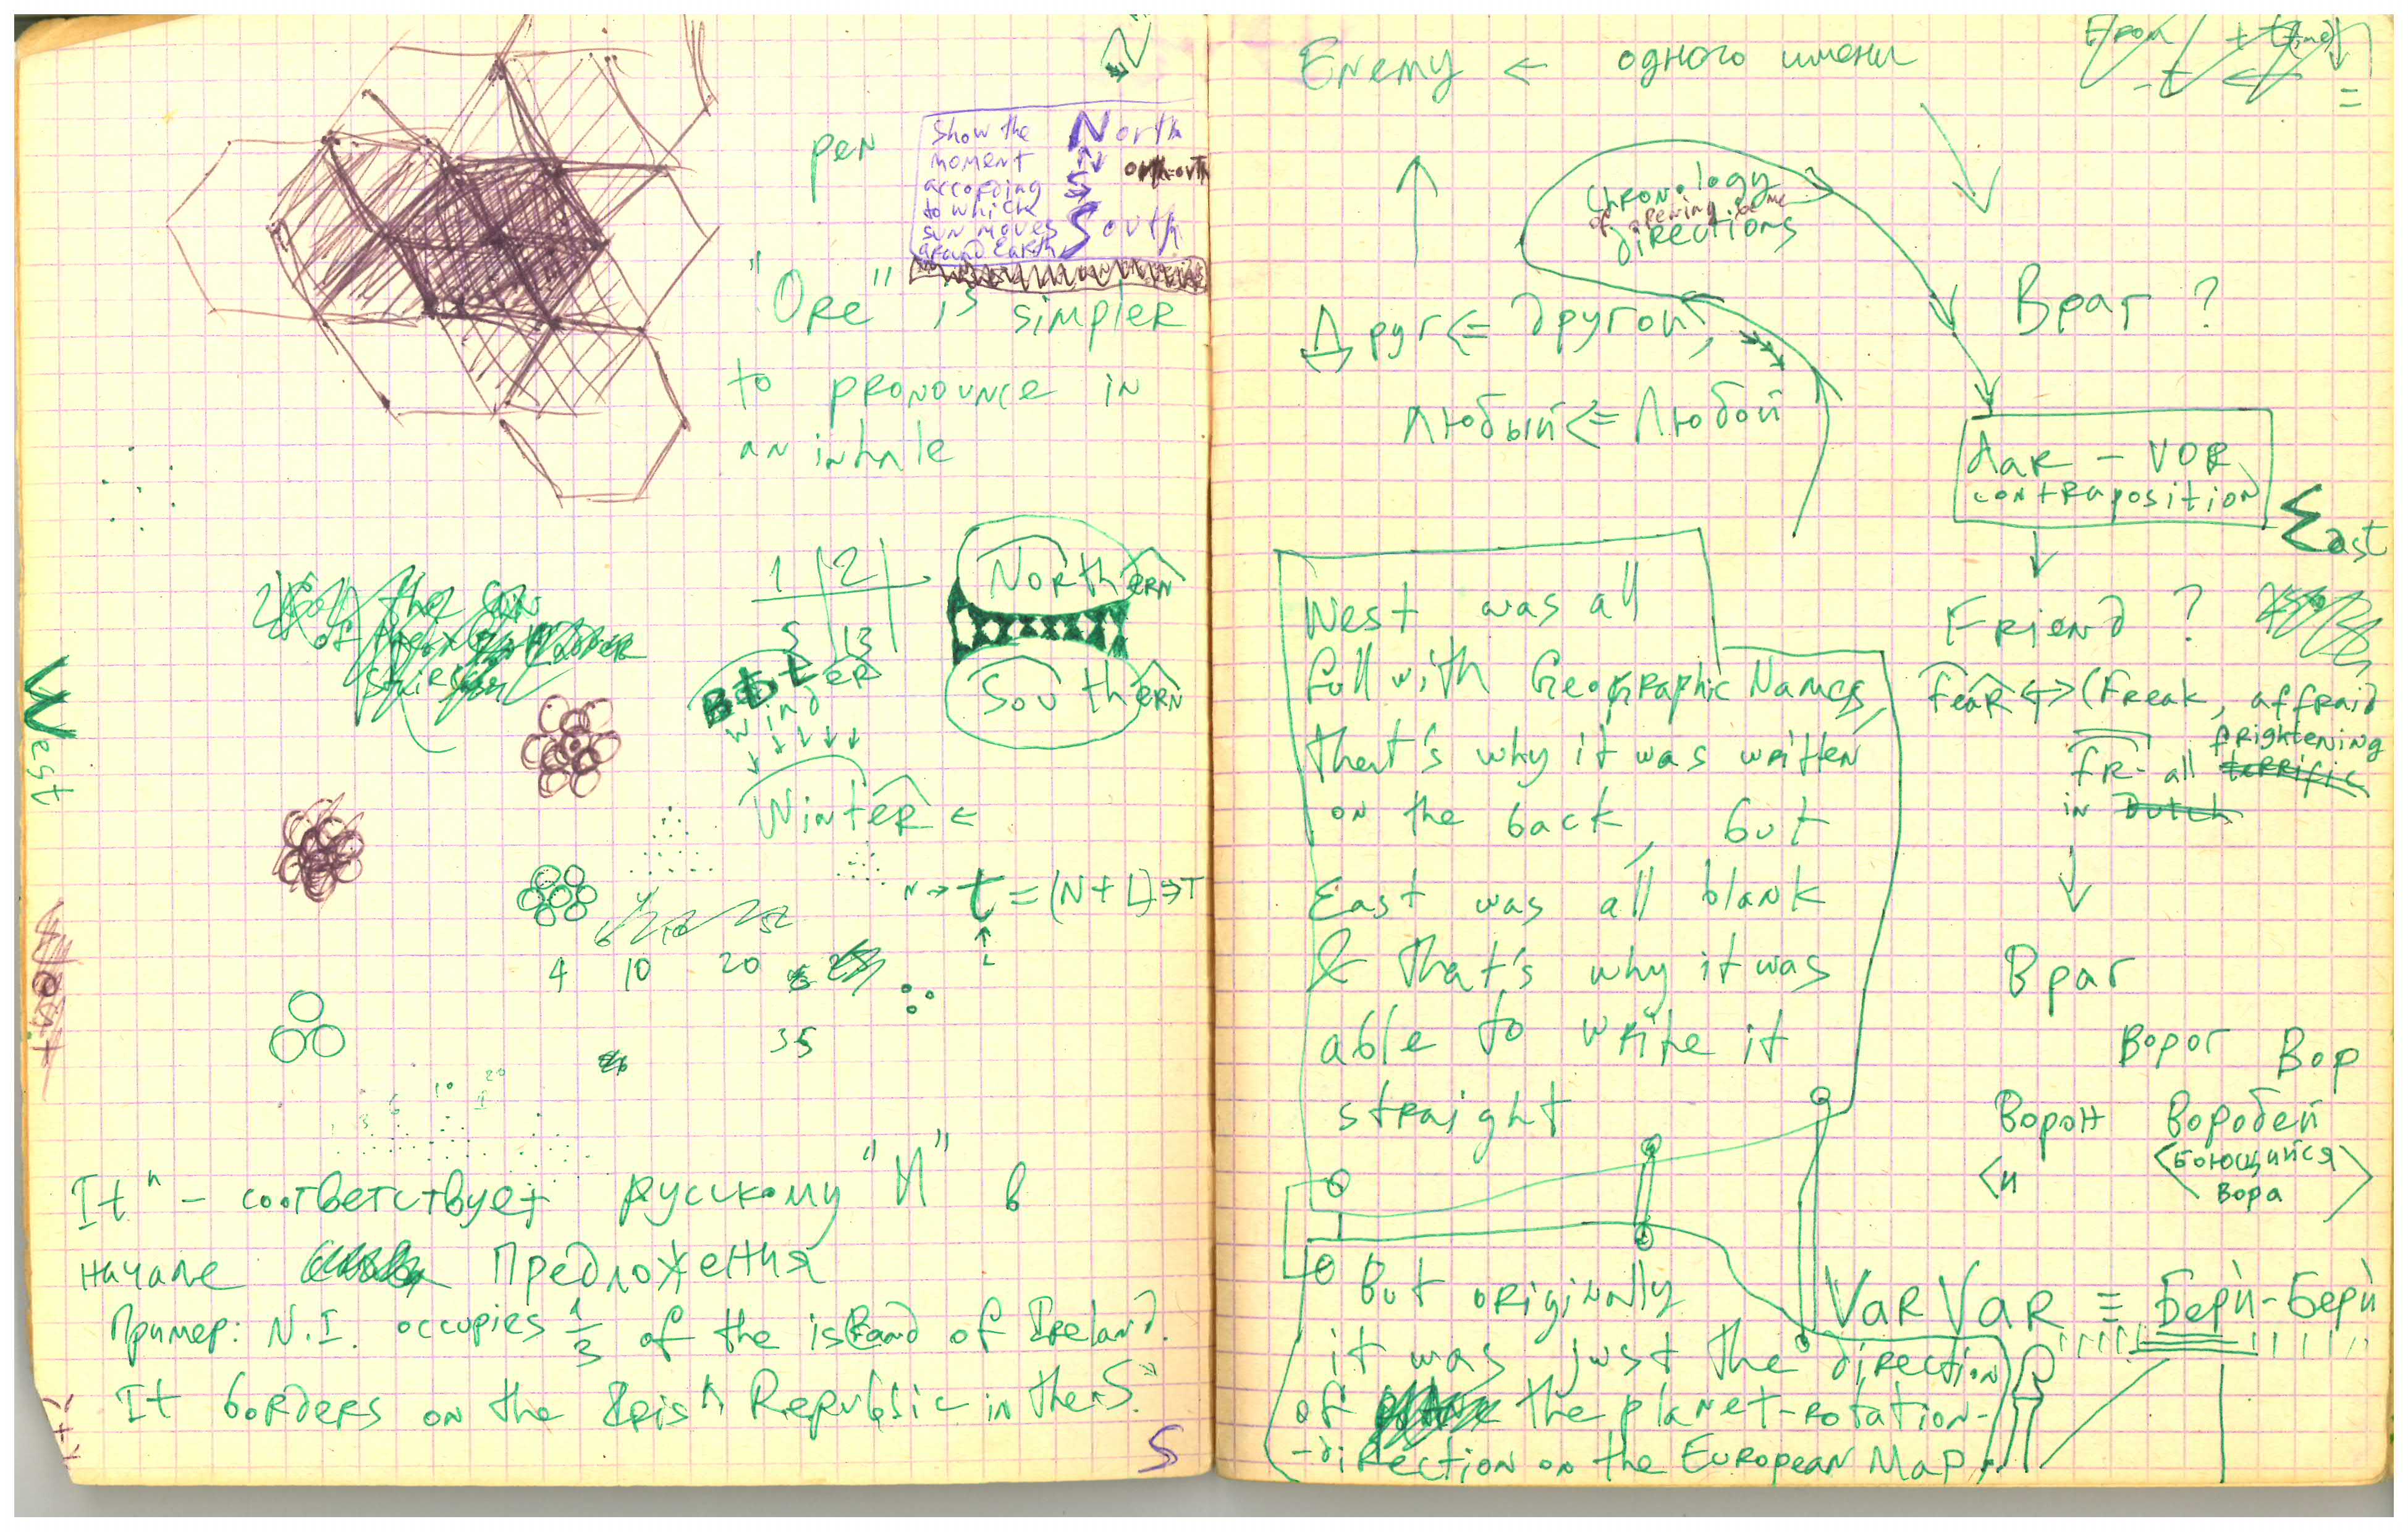 pen
Show the
moment
according
to which
sun moves
around Earth
North
South
"Ore" is simpler
to pronounce in
an inhale
1 2
5 13
Northern
Southern
the Sun
wind
Winter ←
West
N → t = (N + L) ⇒ T
↑
L
4 10 20
35
It" - соответствует русскому "И" в
начале предложения
Пример: N.I. occupies 1/3 of the island of Ireland.
It borders on the Irish Republic in the S."
S
Enemy ← одного имени
Chronology
of opening some
directions
Враг ?
Друг <= другой,
любый <= Любой
dar - VOR
contraposition
East
Friend ?
Fear <-> (Freak, affraid
frightening
fr- all terrific
in Dutch
West was all
full with Geographic Names,
that's why it was written
on the back, but
East was all blank
& that's why it was
able to write it
straight
Враг
Ворог Вор
Ворон Воробей
<и <боющийся
вора>
VarVar ≡ Бери-Бери
But originally
it was just the direction
of the planet-rotation-
-direction on the European Map